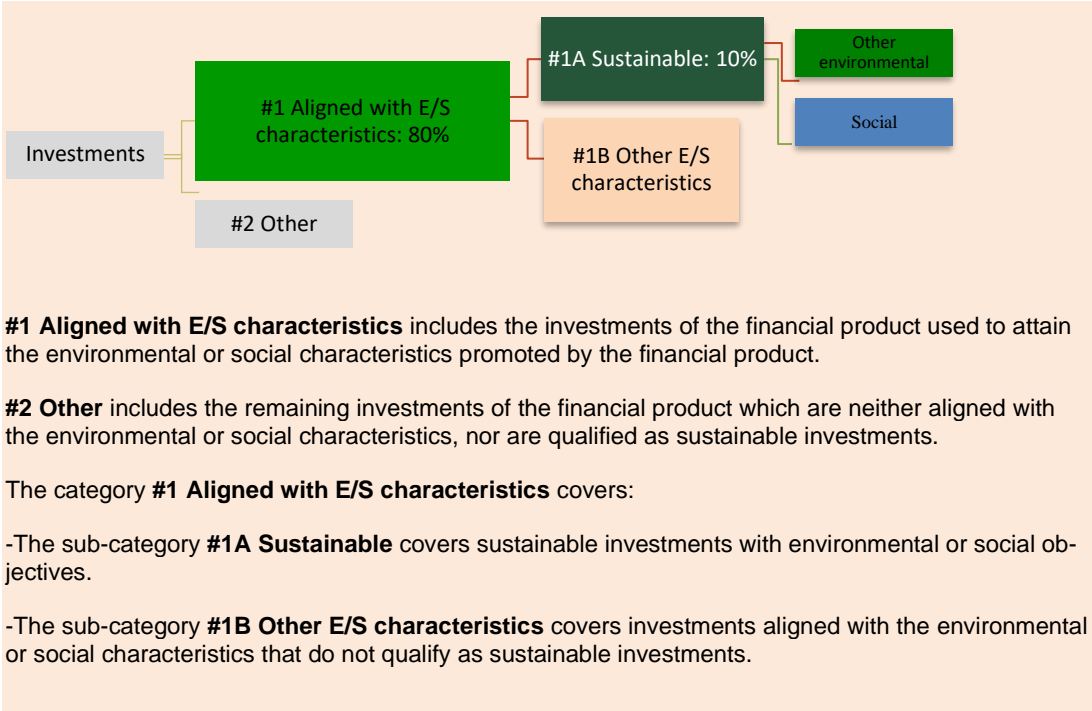 Investments
#1 Aligned with E/S
characteristics: 80%
#2 Other
#1A Sustainable: 10%
#1B Other E/S
characteristics
Other
environmental
Social
#1 Aligned with E/S characteristics includes the investments of the financial product used to attain
the environmental or social characteristics promoted by the financial product.
#2 Other includes the remaining investments of the financial product which are neither aligned with
the environmental or social characteristics, nor are qualified as sustainable investments.
The category #1 Aligned with E/S characteristics covers:
-The sub-category #1A Sustainable covers sustainable investments with environmental or social ob-
jectives.
-The sub-category #1B Other E/S characteristics covers investments aligned with the environmental
or social characteristics that do not qualify as sustainable investments.